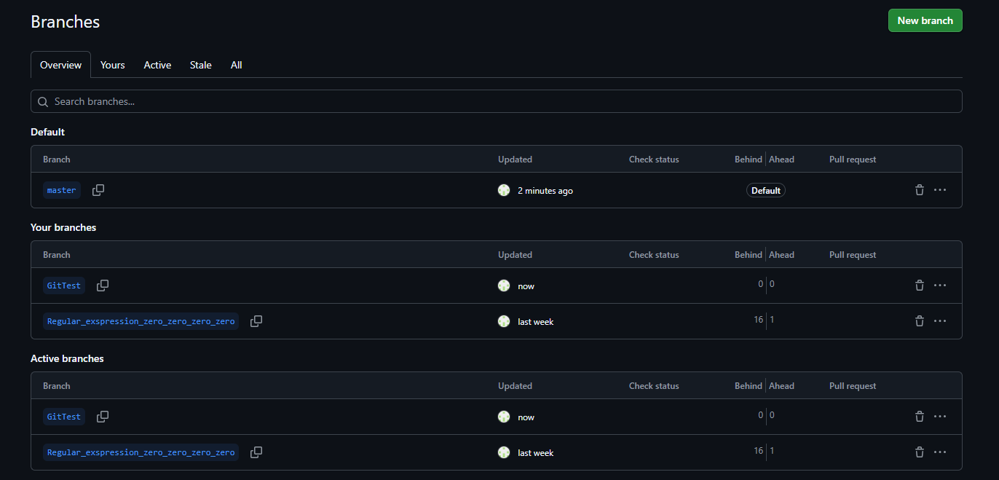 Branches
New branch
Overview Yours Active Stale All
Search branches...
Default
Branch Updated Check status Behind Ahead Pull request
master 2 minutes ago Default
Your branches
Branch Updated Check status Behind Ahead Pull request
GitTest now 0 0
Regular_exspression_zero_zero_zero_zero last week 16 1
Active branches
Branch Updated Check status Behind Ahead Pull request
GitTest now 0 0
Regular_exspression_zero_zero_zero_zero last week 16 1